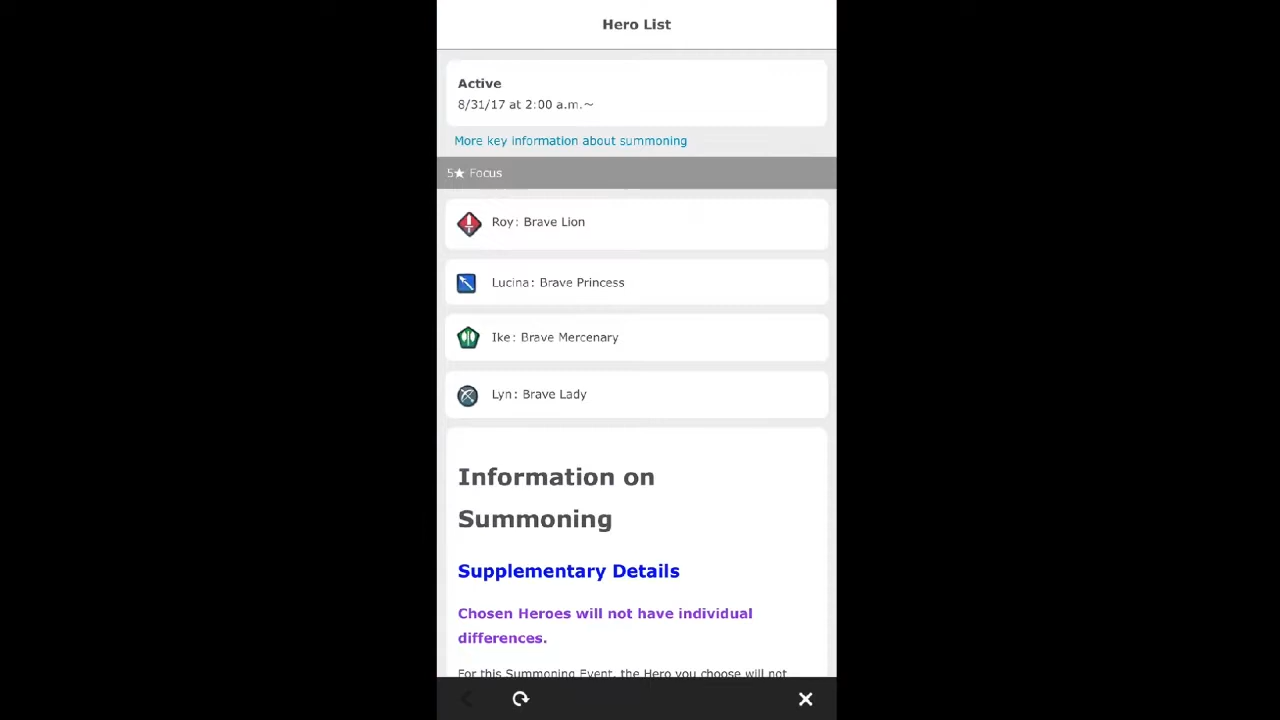 Hero List
Active
8/31/17 at 2:00 a.m.~
More key information about summoning
5★ Focus
Roy: Brave Lion
Lucina: Brave Princess
Ike: Brave Mercenary
Lyn: Brave Lady
Information on
Summoning
Supplementary Details
Chosen Heroes will not have individual
differences.
For this Summoning Event, the Hero you choose will not